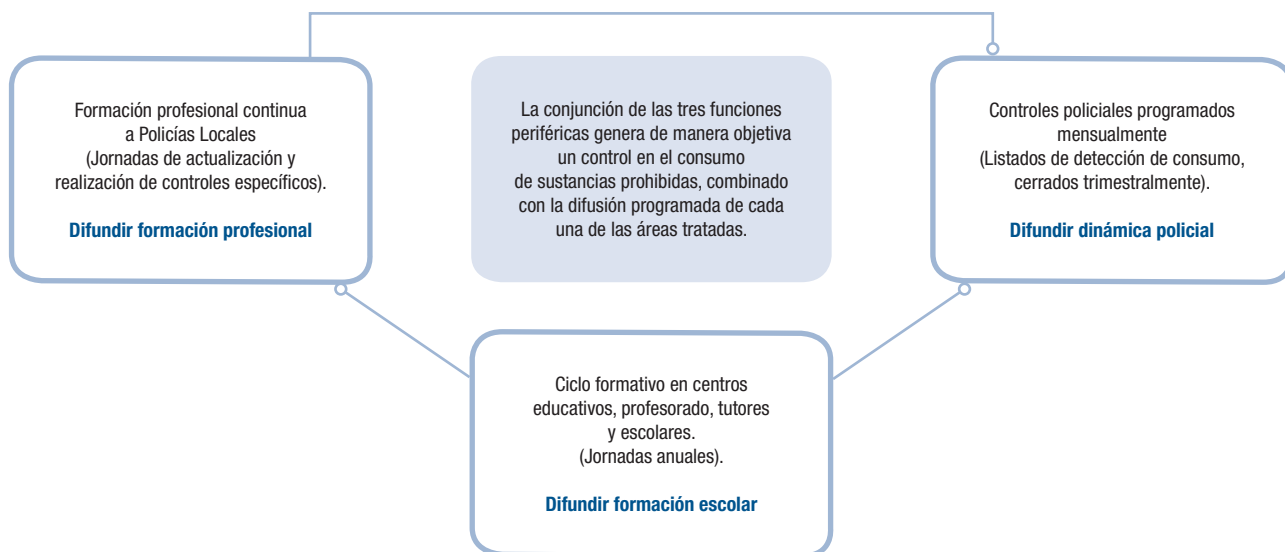 Formación profesional continua
a Policías Locales
(Jornadas de actualización y
realización de controles específicos).
Difundir formación profesional
La conjunción de las tres funciones
periféricas genera de manera objetiva
un control en el consumo
de sustancias prohibidas, combinado
con la difusión programada de cada
una de las áreas tratadas.
Controles policiales programados
mensualmente
(Listados de detección de consumo,
cerrados trimestralmente).
Difundir dinámica policial
Ciclo formativo en centros
educativos, profesorado, tutores
y escolares.
(Jornadas anuales).
Difundir formación escolar